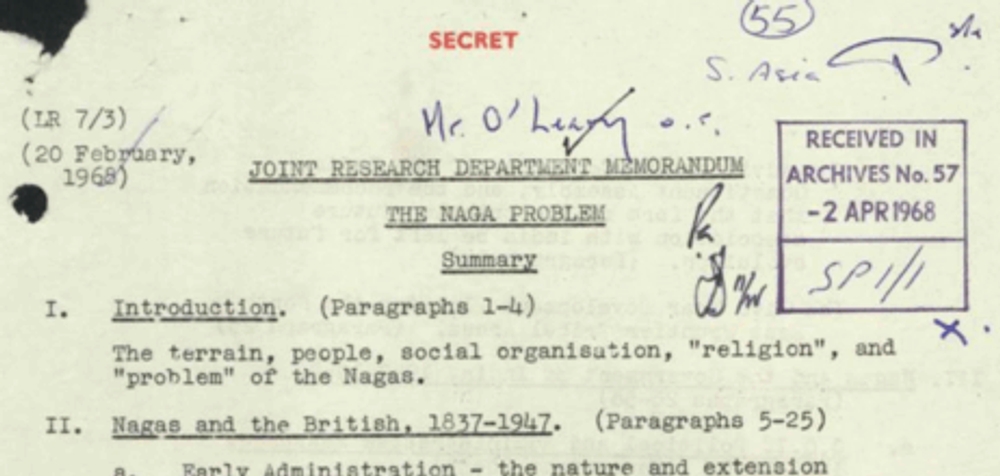 55
SECRET
S. Asia
Mr. O'Leary o.r.
(LR 7/3)
(20 February,
1968)
RECEIVED IN
ARCHIVES No. 57
-2 APR 1968
SP 1/1
JOINT RESEARCH DEPARTMENT MEMORANDUM
THE NAGA PROBLEM
Summary
I. Introduction. (Paragraphs 1-4)
The terrain, people, social organisation, "religion", and
"problem" of the Nagas.
II. Nagas and the British, 1837-1947. (Paragraphs 5-25)
a. Early Administration - the nature and extension